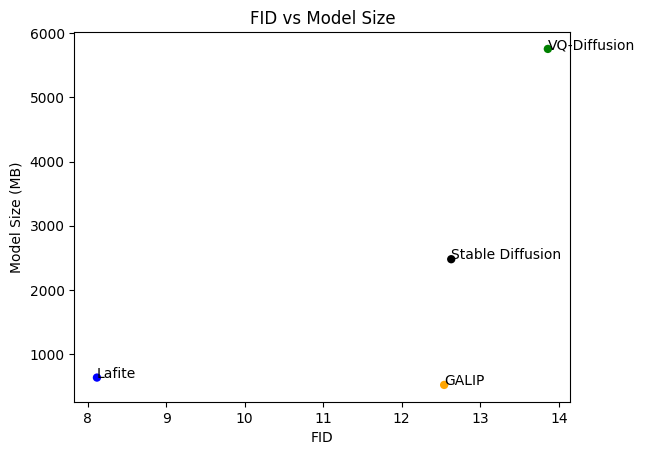 FID vs Model Size
6000
VQ-Diffusion
5000
4000
Model Size (MB)
3000
Stable Diffusion
2000
1000
Lafite
GALIP
8 9 10 11 12 13 14
FID